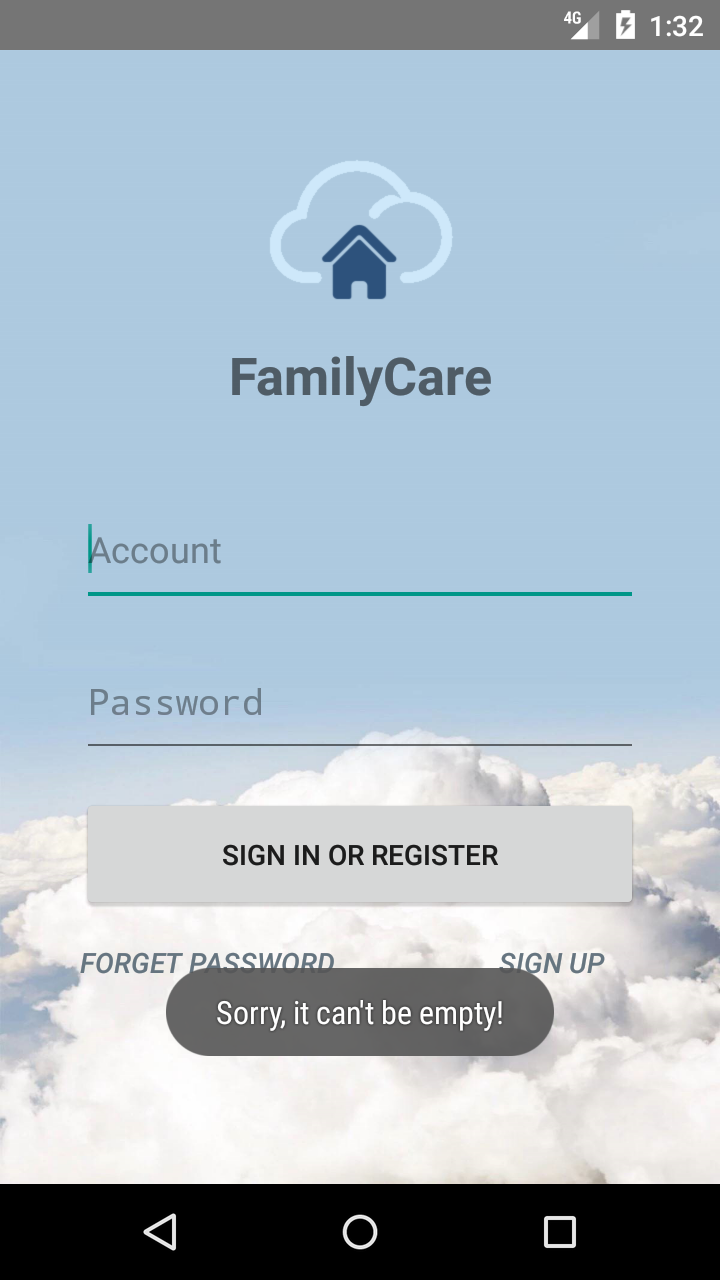 4G 1:32
FamilyCare
Account
Password
SIGN IN OR REGISTER
FORGET PASSWORD SIGN UP
Sorry, it can't be empty!